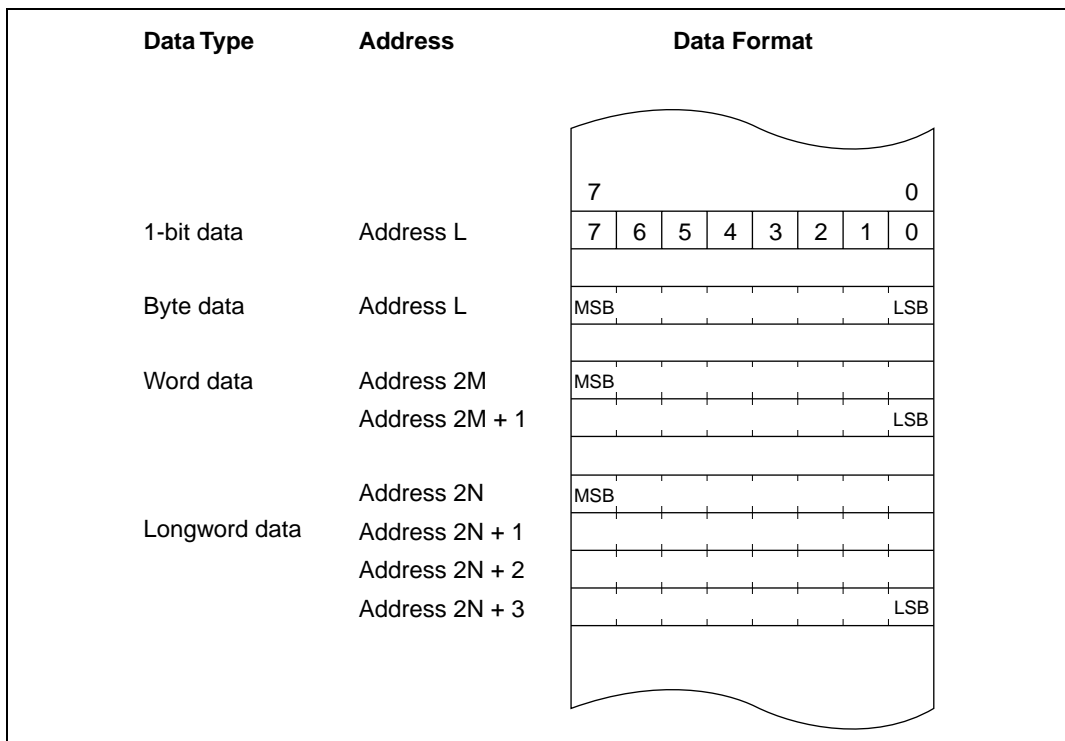 Data Type Address Data Format
7 0
1-bit data Address L 7 6 5 4 3 2 1 0
Byte data Address L MSB LSB
Word data Address 2M MSB
Address 2M + 1 LSB
Address 2N MSB
Longword data Address 2N + 1
Address 2N + 2
Address 2N + 3 LSB